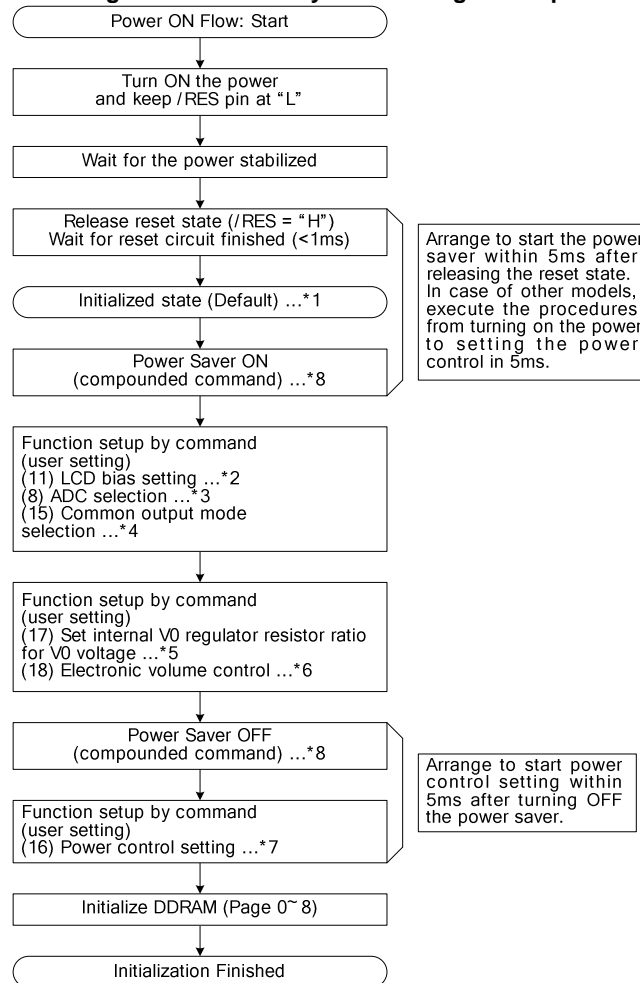 Power ON Flow: Start
Turn ON the power
and keep /RES pin at “L”
Wait for the power stabilized
Release reset state (/RES = “H”)
Wait for reset circuit finished (<1ms)
Initialized state (Default) ...*1
Power Saver ON
(compounded command) ...*8
Arrange to start the power
saver within 5ms after
releasing the reset state.
In case of other models,
execute the procedures
from turning on the power
to setting the power
control in 5ms.
Function setup by command
(user setting)
(11) LCD bias setting ...*2
(8) ADC selection ...*3
(15) Common output mode
selection ...*4
Function setup by command
(user setting)
(17) Set internal V0 regulator resistor ratio
for V0 voltage ...*5
(18) Electronic volume control ...*6
Power Saver OFF
(compounded command) ...*8
Function setup by command
(user setting)
(16) Power control setting ...*7
Arrange to start power
control setting within
5ms after turning OFF
the power saver.
Initialize DDRAM (Page 0~8)
Initialization Finished